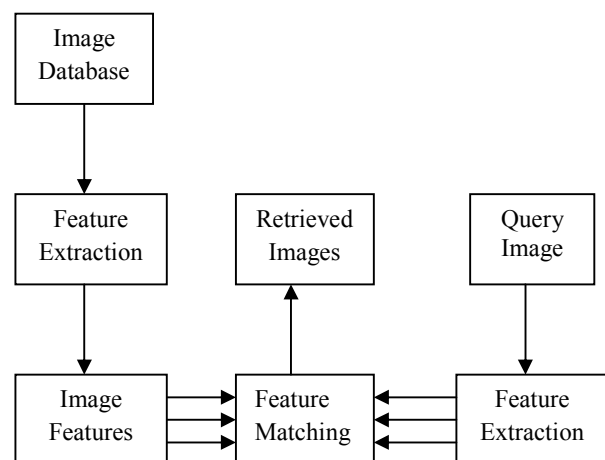 Image
Database
Feature
Extraction
Retrieved
Images
Query
Image
Image
Features
Feature
Matching
Feature
Extraction